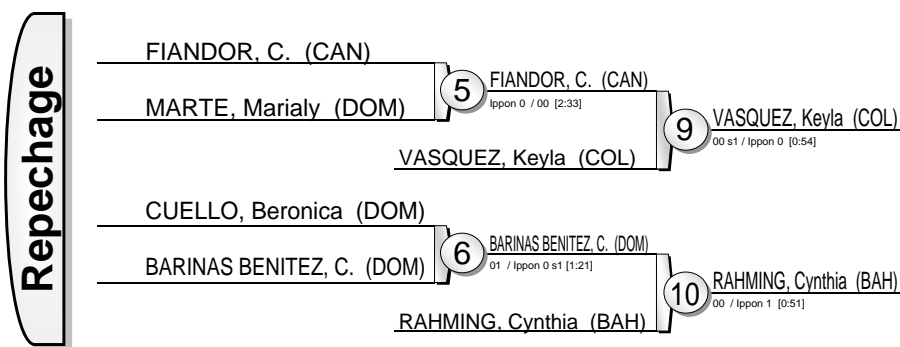 Repechage
FIANDOR, C. (CAN)
MARTE, Marialy (DOM)
5
FIANDOR, C. (CAN)
Ippon 0 / 00 [2:33]
VASQUEZ, Keyla (COL)
9
VASQUEZ, Keyla (COL)
00 s1 / Ippon 0 [0:54]
CUELLO, Beronica (DOM)
BARINAS BENITEZ, C. (DOM)
6
BARINAS BENITEZ, C. (DOM)
01 / Ippon 0 s1 [1:21]
RAHMING, Cynthia (BAH)
10
RAHMING, Cynthia (BAH)
00 / Ippon 1 [0:51]